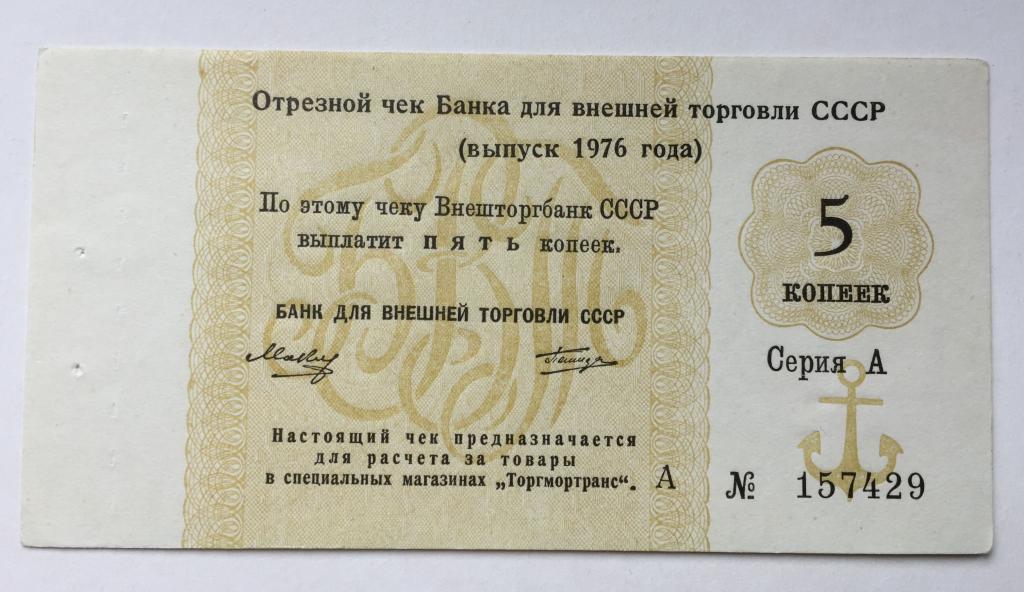 Отрезной чек Банка для внешней торговли СССР
(выпуск 1976 года)
По этому чеку Внешторгбанк СССР
выплатит ПЯТЬ копеек.
БАНК ДЛЯ ВНЕШНЕЙ ТОРГОВЛИ СССР
Настоящий чек предназначается
для расчета за товары
в специальных магазинах „Торгмортранс“. А
5
КОПЕЕК
Серия А
№ 157429